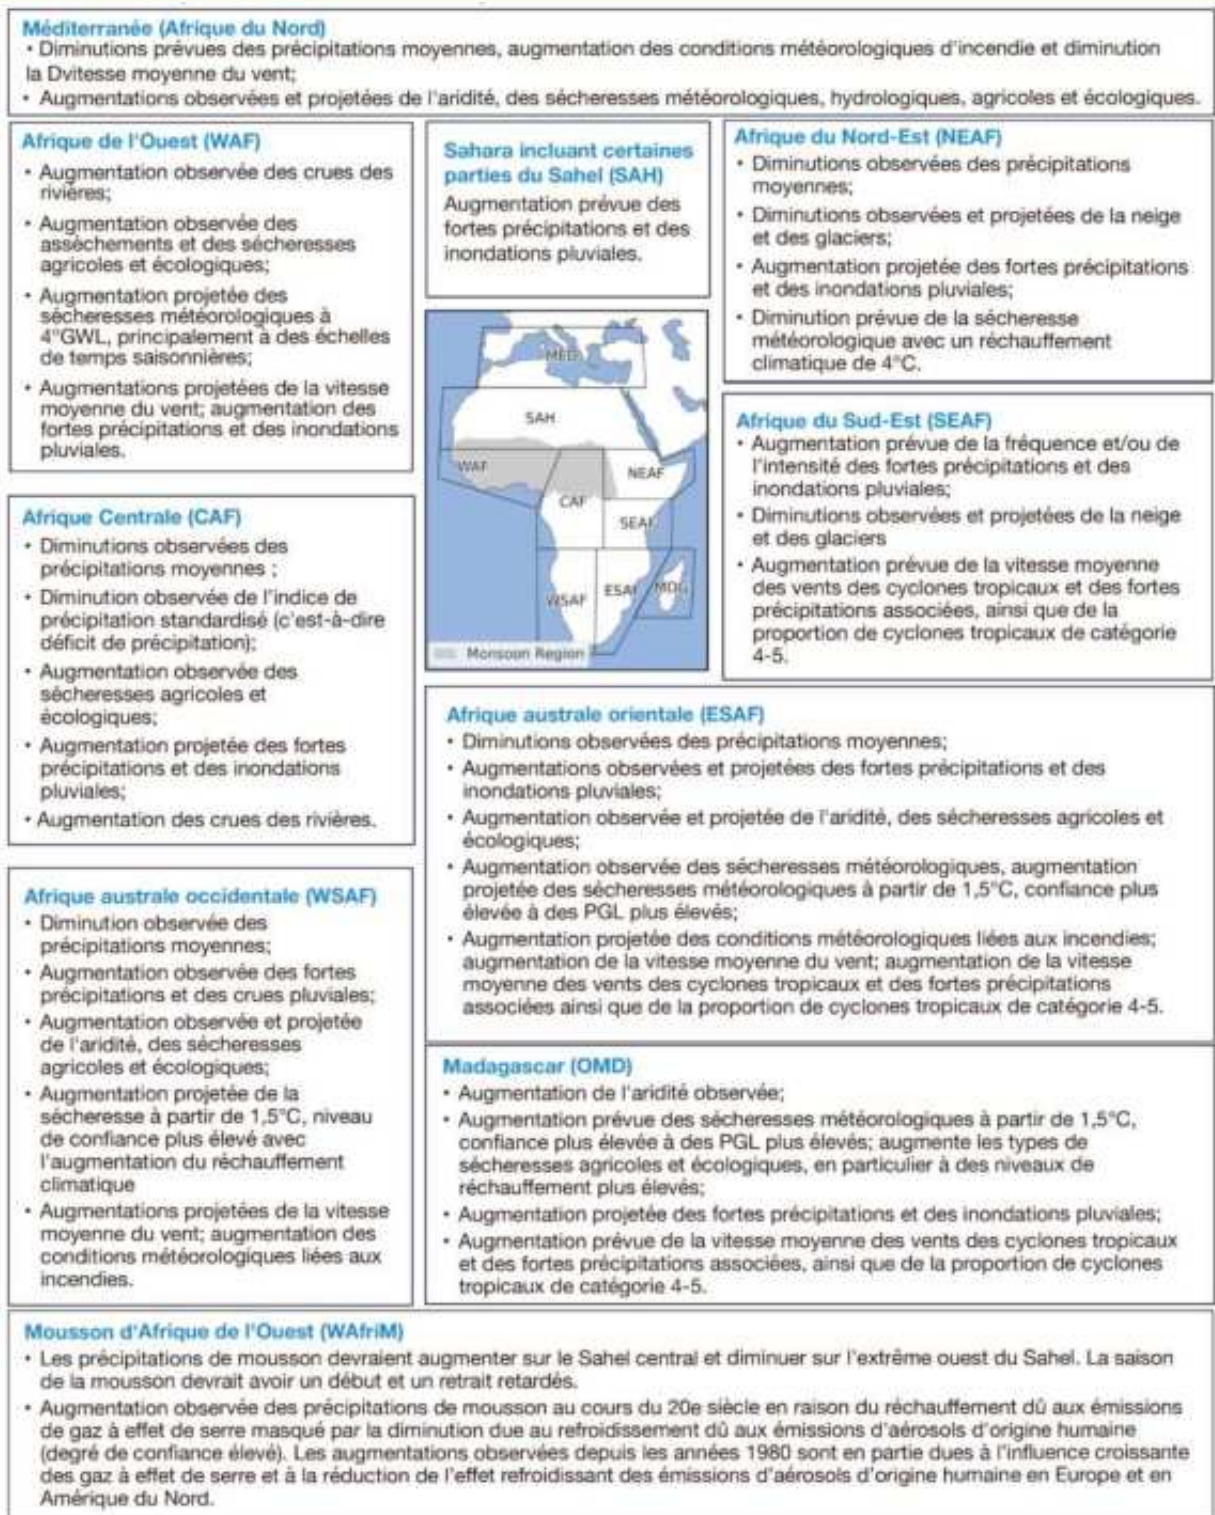 Méditerranée (Afrique du Nord)
• Diminutions prévues des précipitations moyennes, augmentation des conditions météorologiques d'incendie et diminution
la Dvitesse moyenne du vent;
• Augmentations observées et projetées de l'aridité, des sécheresses météorologiques, hydrologiques, agricoles et écologiques.
Afrique de l'Ouest (WAF)
• Augmentation observée des crues des
rivières;
• Augmentation observée des
assèchements et des sécheresses
agricoles et écologiques;
• Augmentation projetée des
sécheresses météorologiques à
4°GWL, principalement à des échelles
de temps saisonnières;
• Augmentations projetées de la vitesse
moyenne du vent; augmentation des
fortes précipitations et des inondations
pluviales.
Sahara incluant certaines
parties du Sahel (SAH)
Augmentation prévue des
fortes précipitations et des
inondations pluviales.
Afrique du Nord-Est (NEAF)
• Diminutions observées des précipitations
moyennes;
• Diminutions observées et projetées de la neige
et des glaciers;
• Augmentation projetée des fortes précipitations
et des inondations pluviales;
• Diminution prévue de la sécheresse
météorologique avec un réchauffement
climatique de 4°C.
MED
SAH
WAF
NEAF
CAF
SEAF
WSAF
ESAF
MDG
Monsoon Region
Afrique du Sud-Est (SEAF)
• Augmentation prévue de la fréquence et/ou de
l'intensité des fortes précipitations et des
inondations pluviales;
• Diminutions observées et projetées de la neige
et des glaciers
• Augmentation prévue de la vitesse moyenne
des vents des cyclones tropicaux et des fortes
précipitations associées, ainsi que de la
proportion de cyclones tropicaux de catégorie
4-5.
Afrique Centrale (CAF)
• Diminutions observées des
précipitations moyennes ;
• Diminution observée de l'indice de
précipitation standardisé (c'est-à-dire
déficit de précipitation);
• Augmentation observée des
sécheresses agricoles et
écologiques;
• Augmentation projetée des fortes
précipitations et des inondations
pluviales;
• Augmentation des crues des rivières.
Afrique australe orientale (ESAF)
• Diminutions observées des précipitations moyennes;
• Augmentations observées et projetées des fortes précipitations et des
inondations pluviales;
• Augmentation observée et projetée de l'aridité, des sécheresses agricoles et
écologiques;
• Augmentation observée des sécheresses météorologiques, augmentation
projetée des sécheresses météorologiques à partir de 1,5°C, confiance plus
élevée à des PGL plus élevés;
• Augmentation projetée des conditions météorologiques liées aux incendies;
augmentation de la vitesse moyenne du vent; augmentation de la vitesse
moyenne des vents des cyclones tropicaux et des fortes précipitations
associées ainsi que de la proportion de cyclones tropicaux de catégorie 4-5.
Afrique australe occidentale (WSAF)
• Diminution observée des
précipitations moyennes;
• Augmentation observée des fortes
précipitations et des crues pluviales;
• Augmentation observée et projetée
de l'aridité, des sécheresses
agricoles et écologiques;
• Augmentation projetée de la
sécheresse à partir de 1,5°C, niveau
de confiance plus élevé avec
l'augmentation du réchauffement
climatique
• Augmentations projetées de la vitesse
moyenne du vent; augmentation des
conditions météorologiques liées aux
incendies.
Madagascar (OMD)
• Augmentation de l'aridité observée;
• Augmentation prévue des sécheresses météorologiques à partir de 1,5°C,
confiance plus élevée à des PGL plus élevés; augmente les types de
sécheresses agricoles et écologiques, en particulier à des niveaux de
réchauffement plus élevés;
• Augmentation projetée des fortes précipitations et des inondations pluviales;
• Augmentation prévue de la vitesse moyenne des vents des cyclones tropicaux
et des fortes précipitations associées, ainsi que de la proportion de cyclones
tropicaux de catégorie 4-5.
Mousson d'Afrique de l'Ouest (WAfriM)
• Les précipitations de mousson devraient augmenter sur le Sahel central et diminuer sur l'extrême ouest du Sahel. La saison
de la mousson devrait avoir un début et un retrait retardés.
• Augmentation observée des précipitations de mousson au cours du 20e siècle en raison du réchauffement dû aux émissions
de gaz à effet de serre masqué par la diminution due au refroidissement dû aux émissions d'aérosols d'origine humaine
(degré de confiance élevé). Les augmentations observées depuis les années 1980 sont en partie dues à l'influence croissante
des gaz à effet de serre et à la réduction de l'effet refroidissant des émissions d'aérosols d'origine humaine en Europe et en
Amérique du Nord.